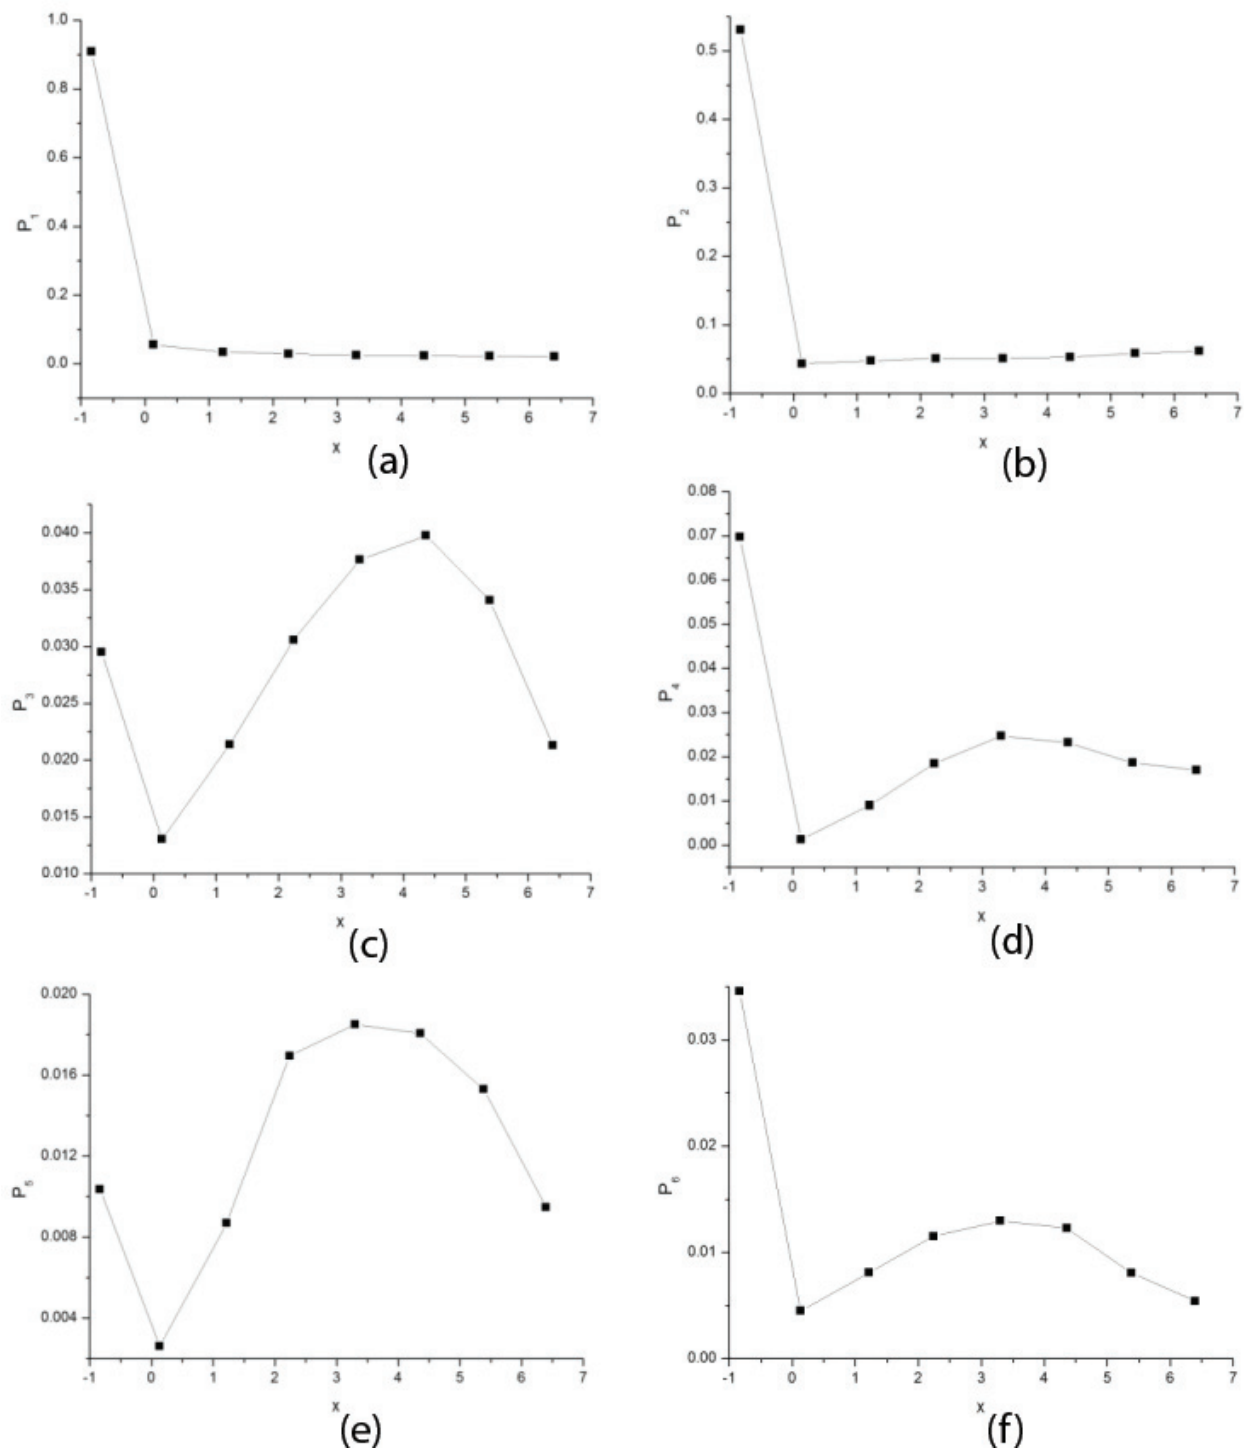 1.0
0.8
0.6
0.4
0.2
0.0
P₁
-1 0 1 2 3 4 5 6 7
x
(a)
0.5
0.4
0.3
0.2
0.1
0.0
P₂
-1 0 1 2 3 4 5 6 7
x
(b)
0.040
0.035
0.030
0.025
0.020
0.015
0.010
P₃
-1 0 1 2 3 4 5 6 7
x
(c)
0.08
0.07
0.06
0.05
0.04
0.03
0.02
0.01
0.00
P₄
-1 0 1 2 3 4 5 6 7
x
(d)
0.020
0.016
0.012
0.008
0.004
P₅
-1 0 1 2 3 4 5 6 7
x
(e)
0.03
0.02
0.01
0.00
P₆
-1 0 1 2 3 4 5 6 7
x
(f)